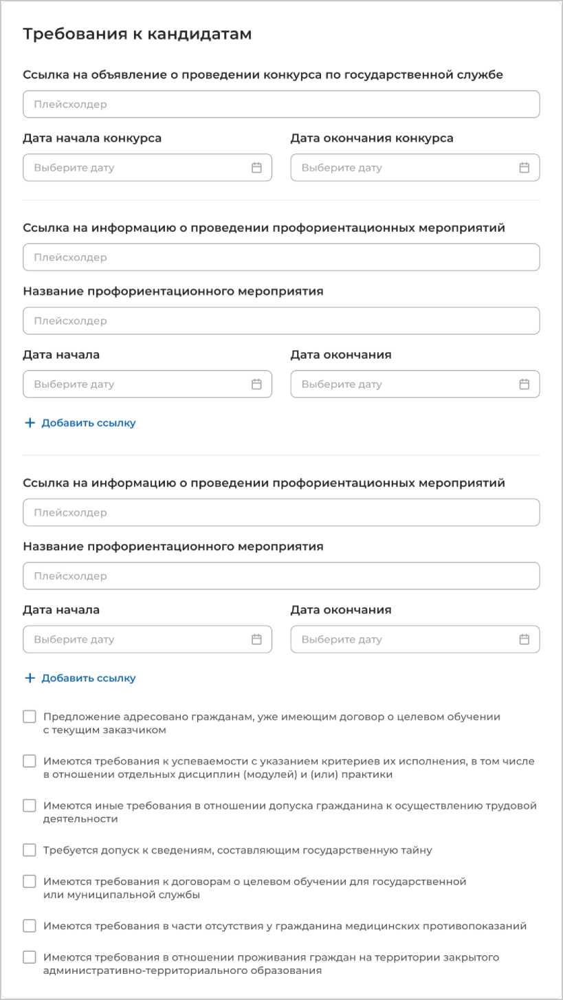 Требования к кандидатам
Ссылка на объявление о проведении конкурса по государственной службе
Плейсхолдер
Дата начала конкурса
Дата окончания конкурса
Выберите дату
Выберите дату
Ссылка на информацию о проведении профориентационных мероприятий
Плейсхолдер
Название профориентационного мероприятия
Плейсхолдер
Дата начала
Дата окончания
Выберите дату
Выберите дату
+ Добавить ссылку
Ссылка на информацию о проведении профориентационных мероприятий
Плейсхолдер
Название профориентационного мероприятия
Плейсхолдер
Дата начала
Дата окончания
Выберите дату
Выберите дату
+ Добавить ссылку
Предложение адресовано гражданам, уже имеющим договор о целевом обучении
с текущим заказчиком
Имеются требования к успеваемости с указанием критериев их исполнения, в том числе
в отношении отдельных дисциплин (модулей) и (или) практики
Имеются иные требования в отношении допуска гражданина к осуществлению трудовой
деятельности
Требуется допуск к сведениям, составляющим государственную тайну
Имеются требования к договорам о целевом обучении для государственной
или муниципальной службы
Имеются требования в части отсутствия у гражданина медицинских противопоказаний
Имеются требования в отношении проживания граждан на территории закрытого
административно-территориального образования